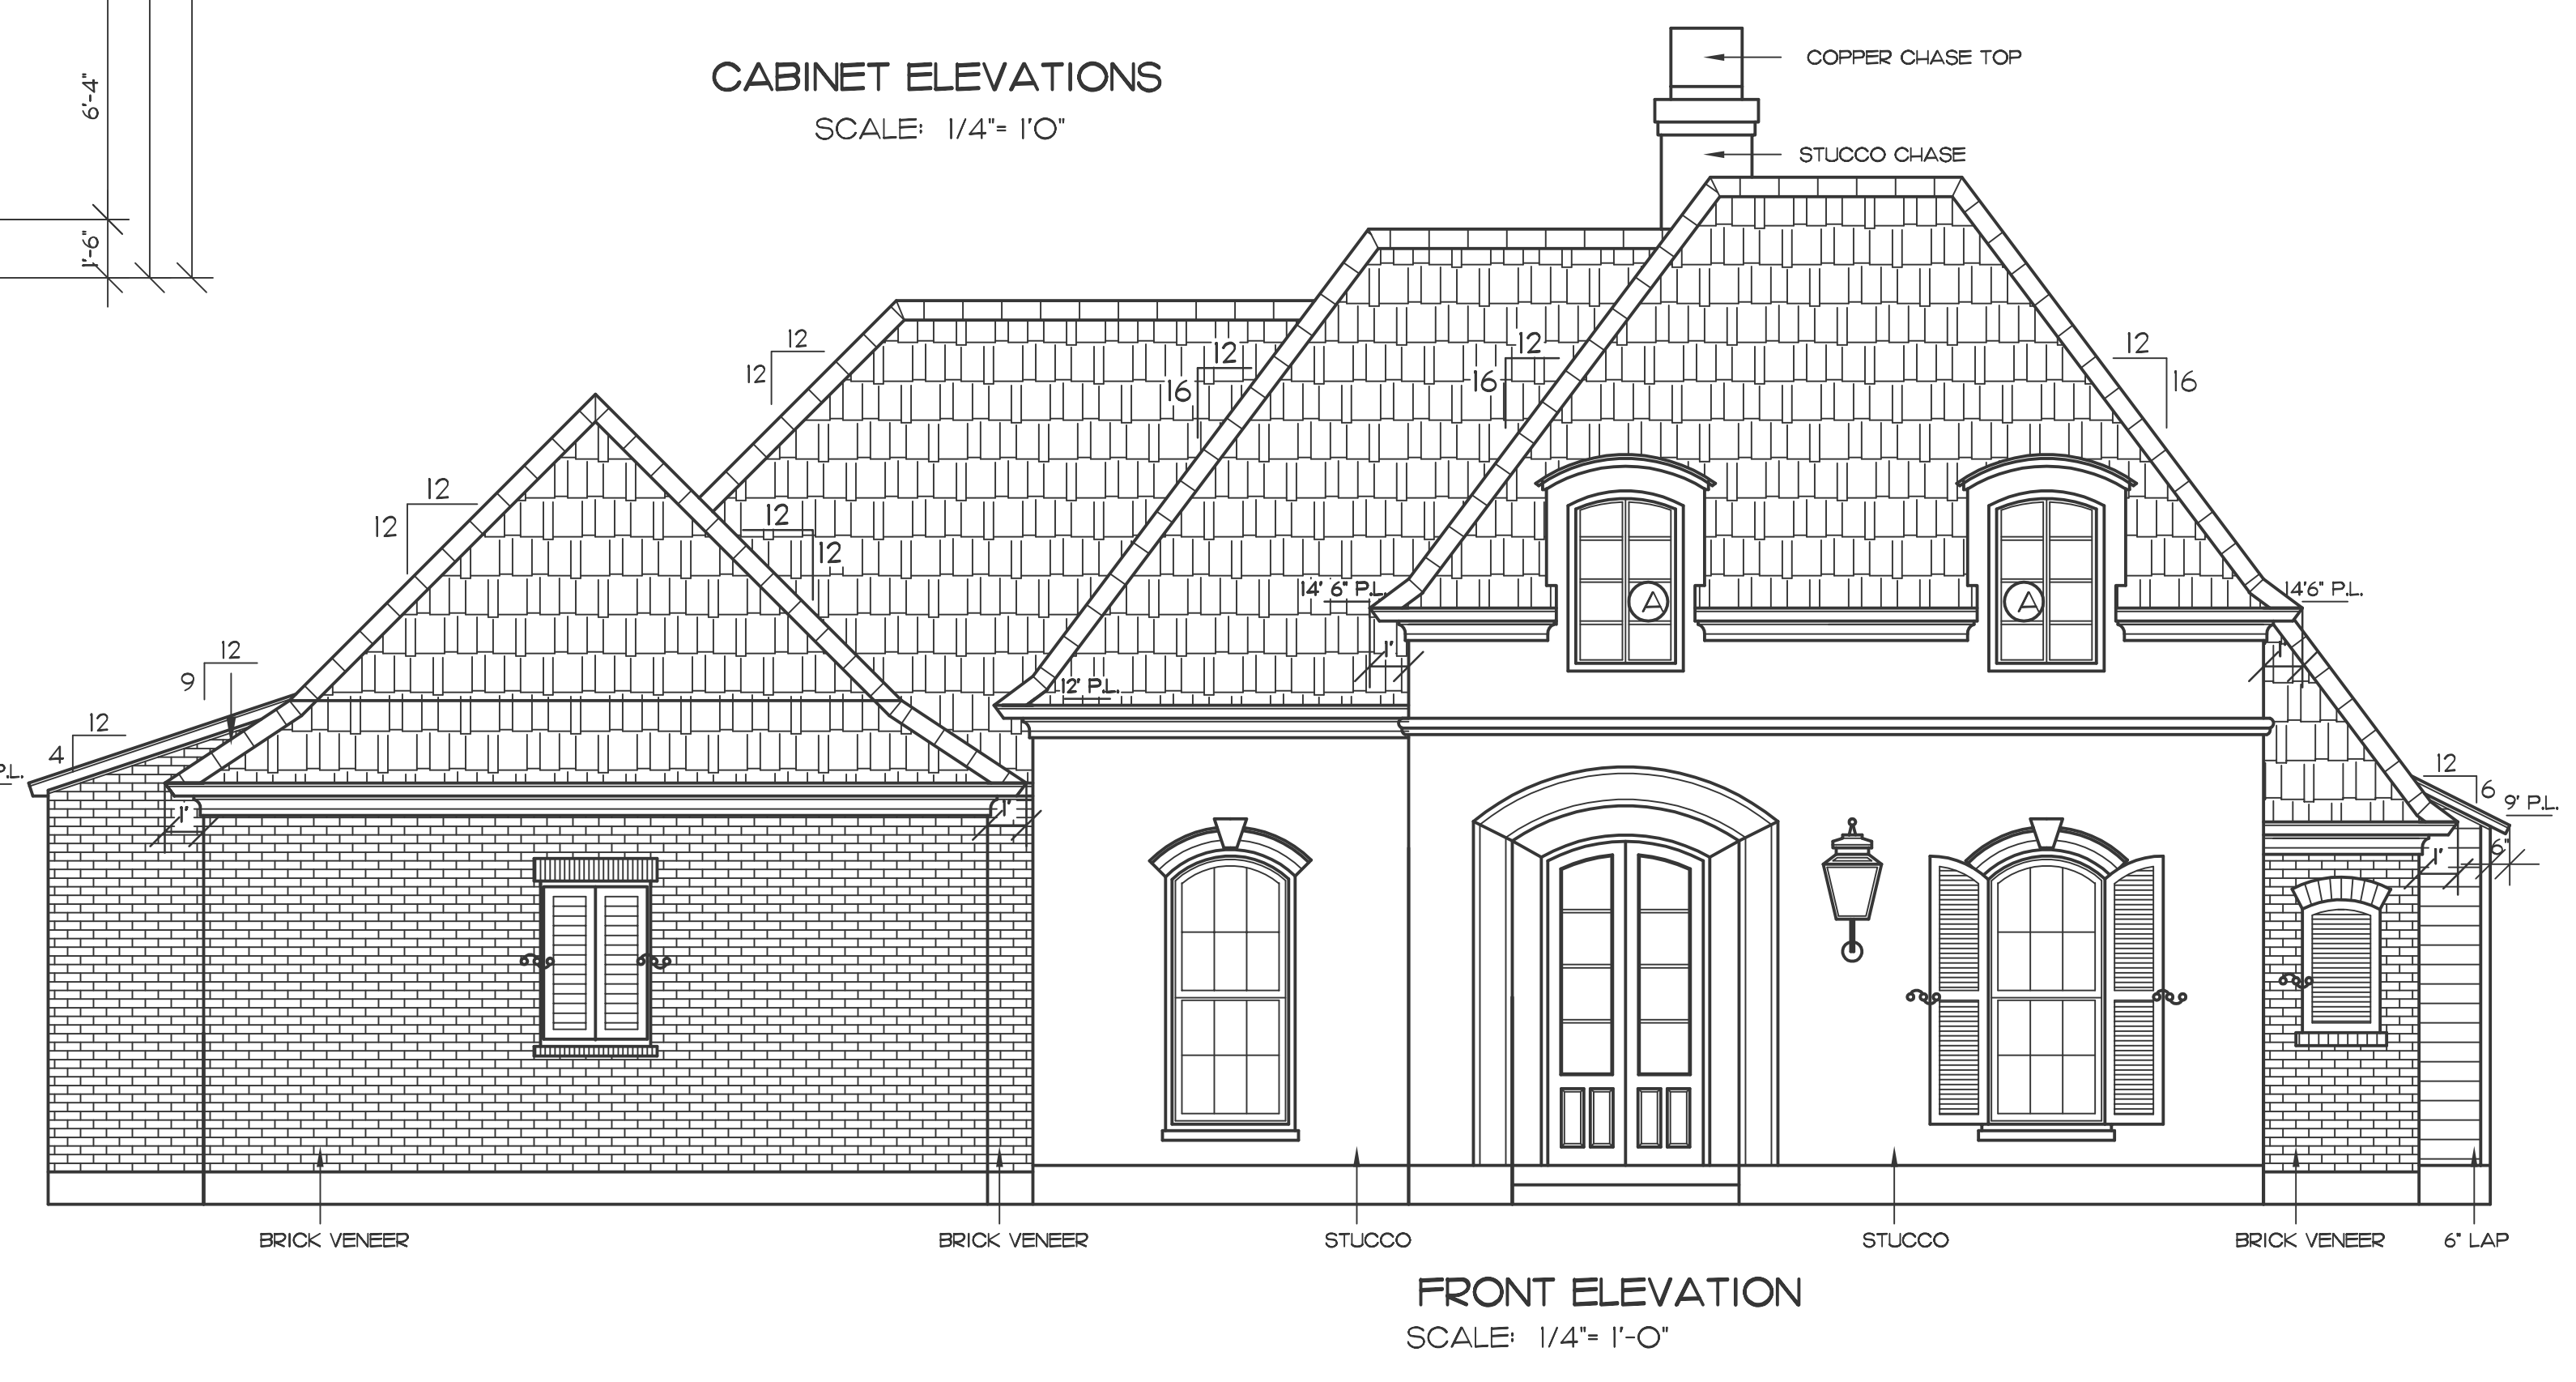 6'-4"
1'-6"
CABINET ELEVATIONS
SCALE: 1/4"= 1'0"
COPPER CHASE TOP
STUCCO CHASE
12
12
12
16
12
16
12
16
12
12
12
12
14' 6" P.L.
14'6" P.L.
12
9
12' P.L.
1'
1'
12
4
P.L.
12
6
9' P.L.
1'
1'
1'
6"
A
A
BRICK VENEER
BRICK VENEER
STUCCO
STUCCO
BRICK VENEER
6" LAP
FRONT ELEVATION
SCALE: 1/4"= 1'-0"